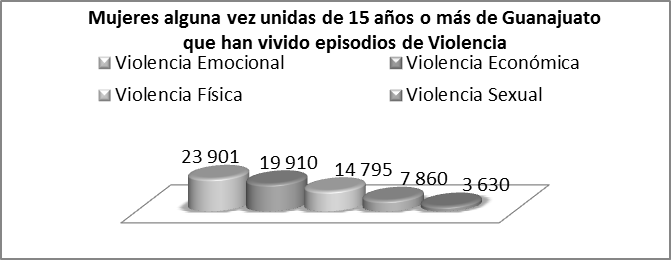 Mujeres alguna vez unidas de 15 años o más de Guanajuato
que han vivido episodios de Violencia
Violencia Emocional
Violencia Económica
Violencia Física
Violencia Sexual
23 901
19 910
14 795
7 860
3 630